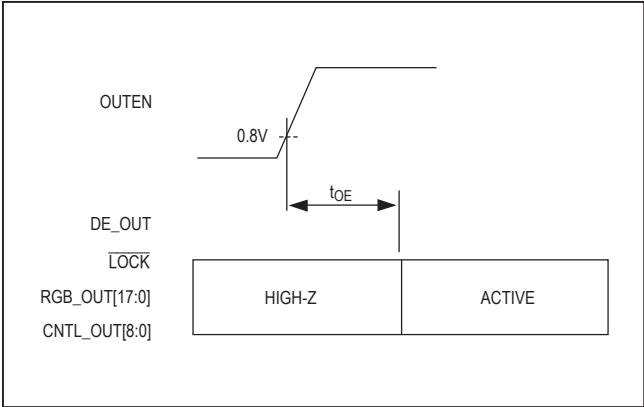 OUTEN
0.8V
tOE
DE_OUT
LOCK
RGB_OUT[17:0]
HIGH-Z
ACTIVE
CNTL_OUT[8:0]